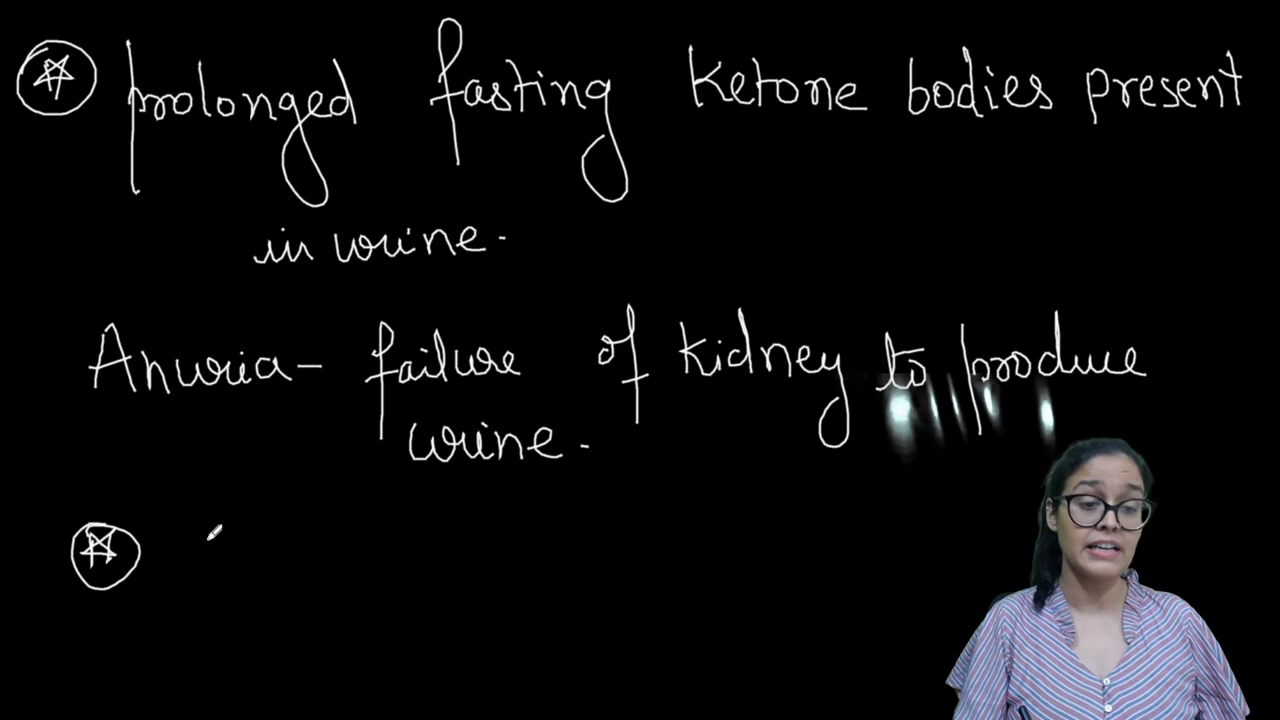 prolonged fasting ketone bodies present
in urine.
Anuria - failure of kidney to produce
urine.